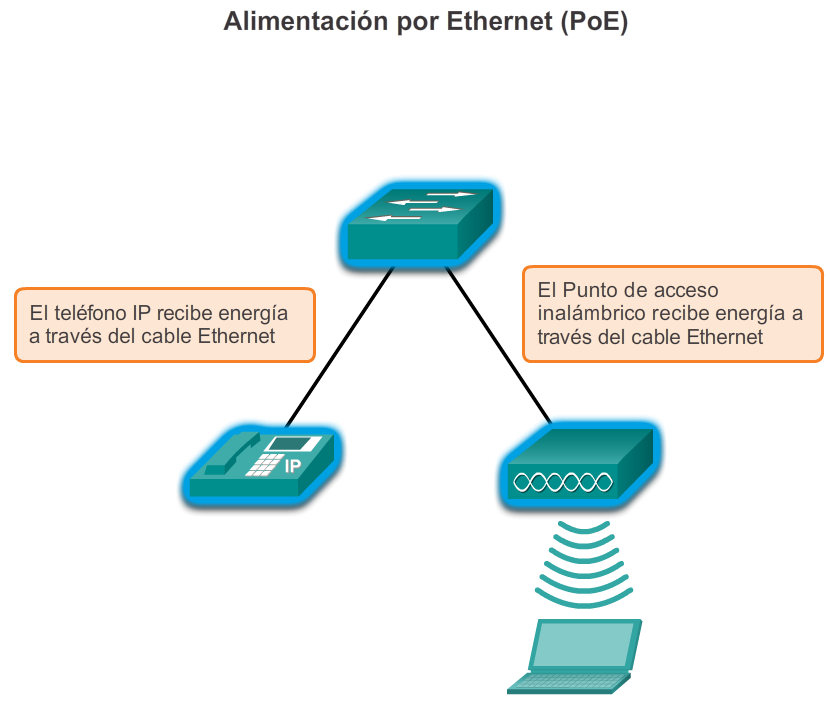 Alimentación por Ethernet (PoE)
El teléfono IP recibe energía
a través del cable Ethernet
El Punto de acceso
inalámbrico recibe energía a
través del cable Ethernet
IP